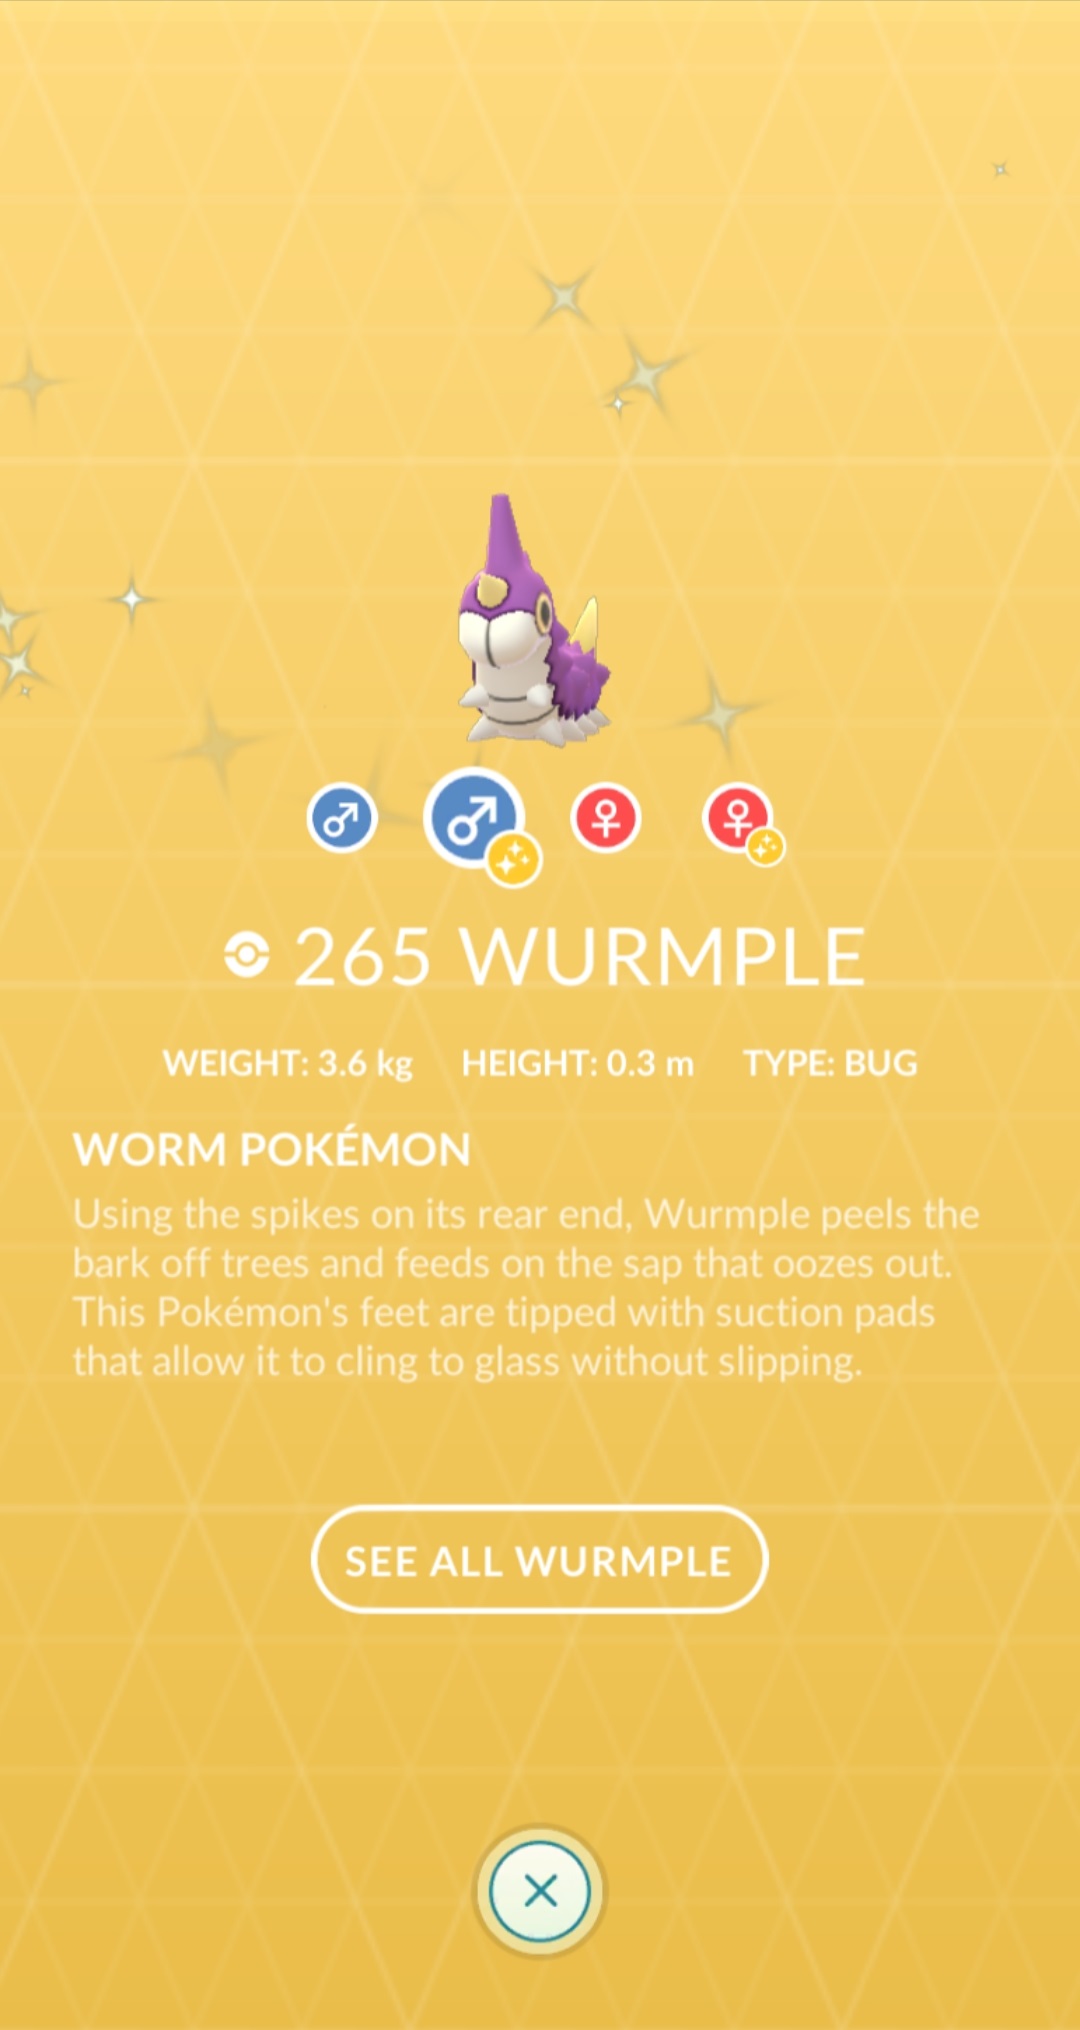 265 WURMPLE
WEIGHT: 3.6 kg HEIGHT: 0.3 m TYPE: BUG
WORM POKÉMON
Using the spikes on its rear end, Wurmple peels the
bark off trees and feeds on the sap that oozes out.
This Pokémon's feet are tipped with suction pads
that allow it to cling to glass without slipping.
SEE ALL WURMPLE